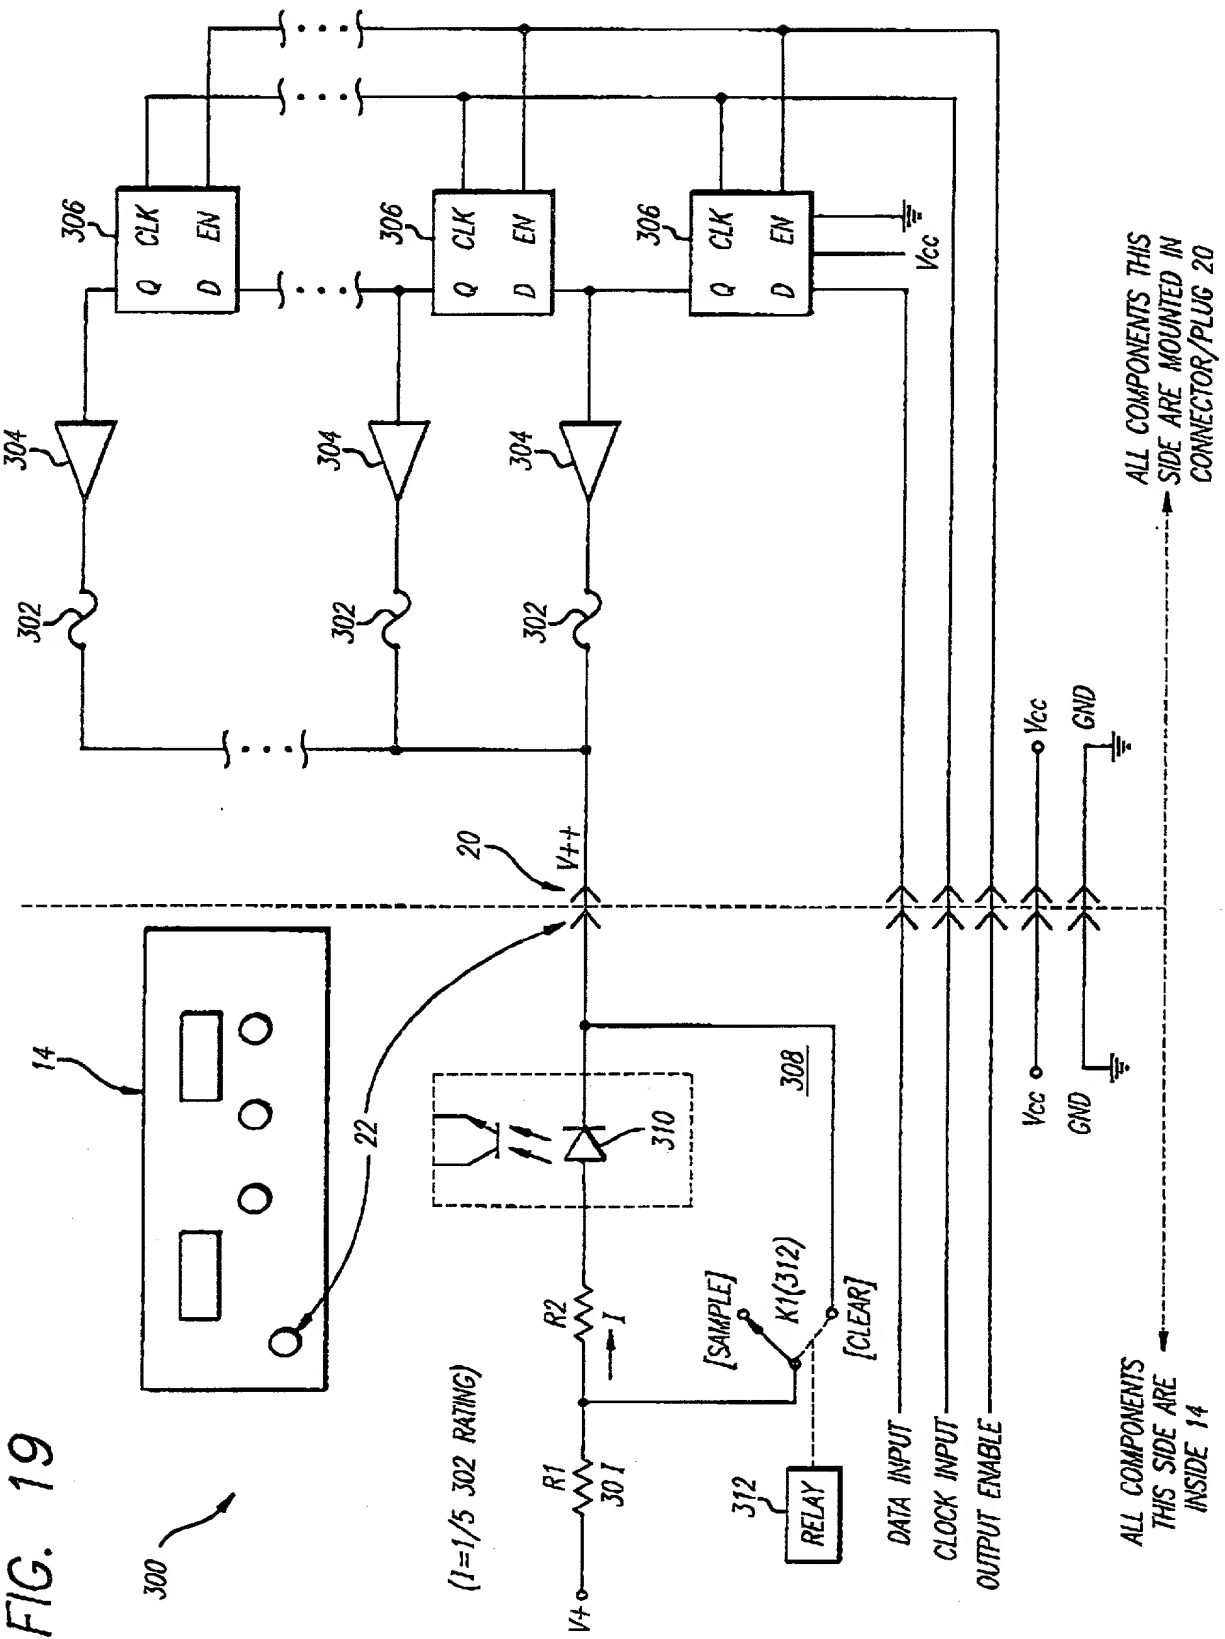 FIG. 19
300
14
22
20
V++
V+
R1
30 I
R2
I
(I=1/5 302 RATING)
310
308
[SAMPLE]
K1(312)
[CLEAR]
312
RELAY
DATA INPUT
CLOCK INPUT
OUTPUT ENABLE
Vcc
GND
Vcc
GND
302
302
302
304
304
304
306
Q
CLK
D
EN
306
Q
CLK
D
EN
306
Q
CLK
D
EN
Vcc
ALL COMPONENTS
THIS SIDE ARE
INSIDE 14
ALL COMPONENTS THIS
SIDE ARE MOUNTED IN
CONNECTOR/PLUG 20